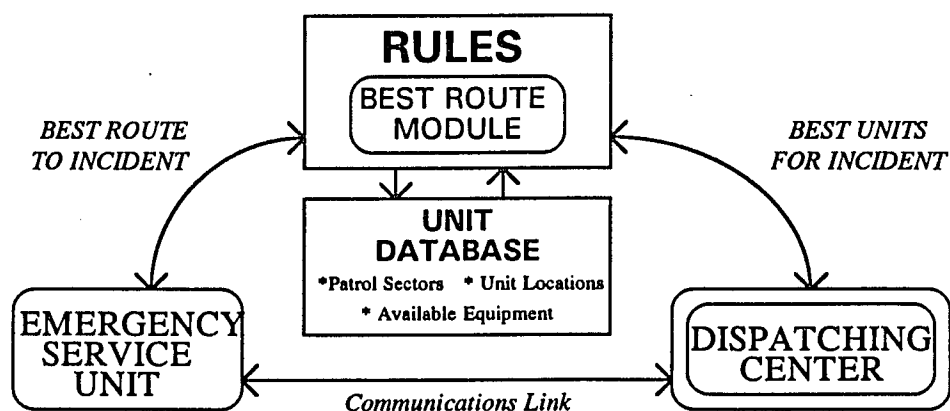 RULES
BEST ROUTE
MODULE
BEST ROUTE
TO INCIDENT
BEST UNITS
FOR INCIDENT
UNIT
DATABASE
*Patrol Sectors * Unit Locations
* Available Equipment
EMERGENCY
SERVICE
UNIT
DISPATCHING
CENTER
Communications Link